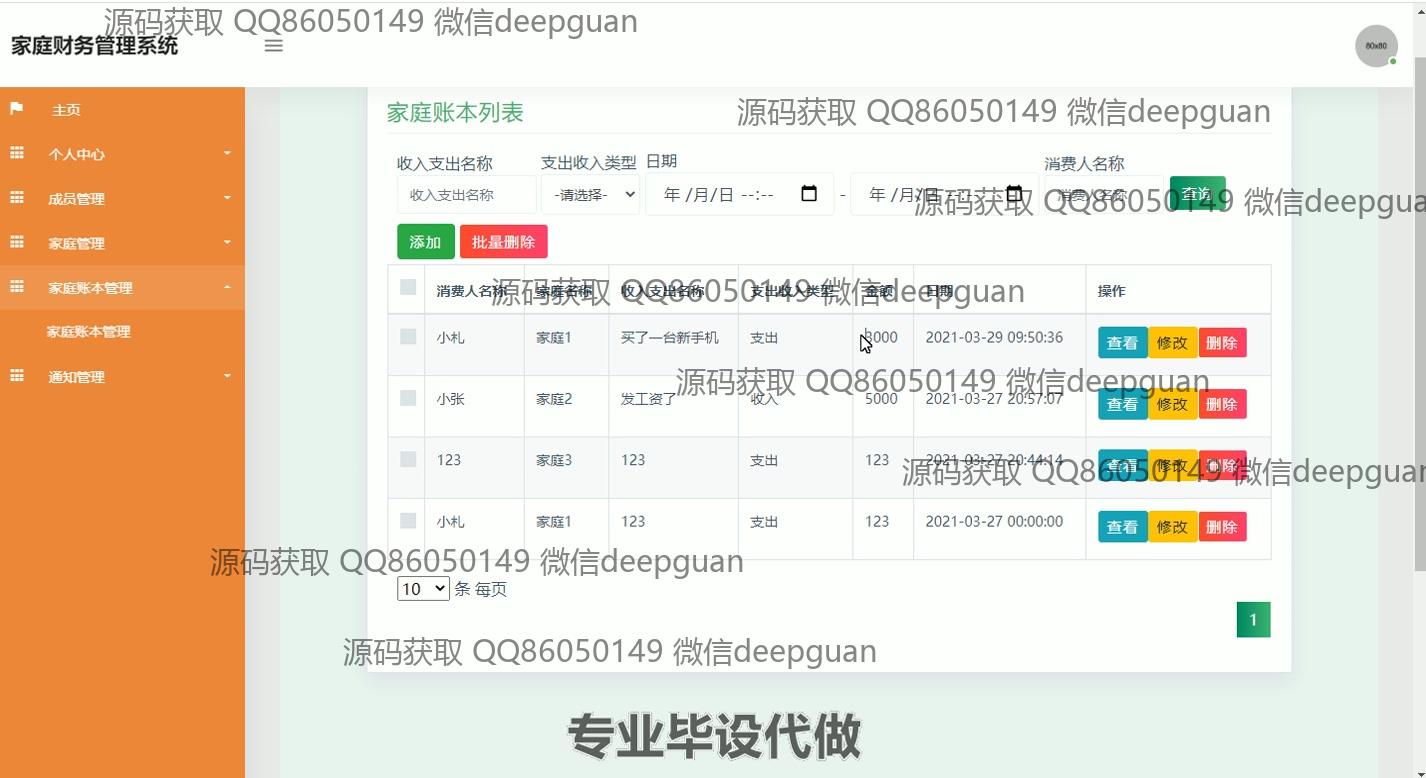 源码获取 QQ86050149 微信deepguan
家庭财务管理系统
80x80
主页
个人中心
成员管理
家庭管理
家庭账本管理
家庭账本管理
通知管理
家庭账本列表
源码获取 QQ86050149 微信deepguan
收入支出名称 支出收入类型 日期 消费人名称
收入支出名称 -请选择- 年 /月/日 --:-- - 年 /月/日 --:-- 消费人名称 查询
源码获取 QQ86050149 微信deepgua
添加 批量删除
消费人名称 家庭名称 收入支出名称 支出收入类型 金额 日期 操作
源码获取 QQ86050149 微信deepguan
小札 家庭1 买了一台新手机 支出 3000 2021-03-29 09:50:36 查看 修改 删除
源码获取 QQ86050149 微信deepguan
小张 家庭2 发工资了 收入 5000 2021-03-27 20:57:07 查看 修改 删除
123 家庭3 123 支出 123 2021-03-27 20:44:14 查看 修改 删除
源码获取 QQ86050149 微信deepguan
小札 家庭1 123 支出 123 2021-03-27 00:00:00 查看 修改 删除
源码获取 QQ86050149 微信deepguan
10 条 每页
1
源码获取 QQ86050149 微信deepguan
专业毕设代做